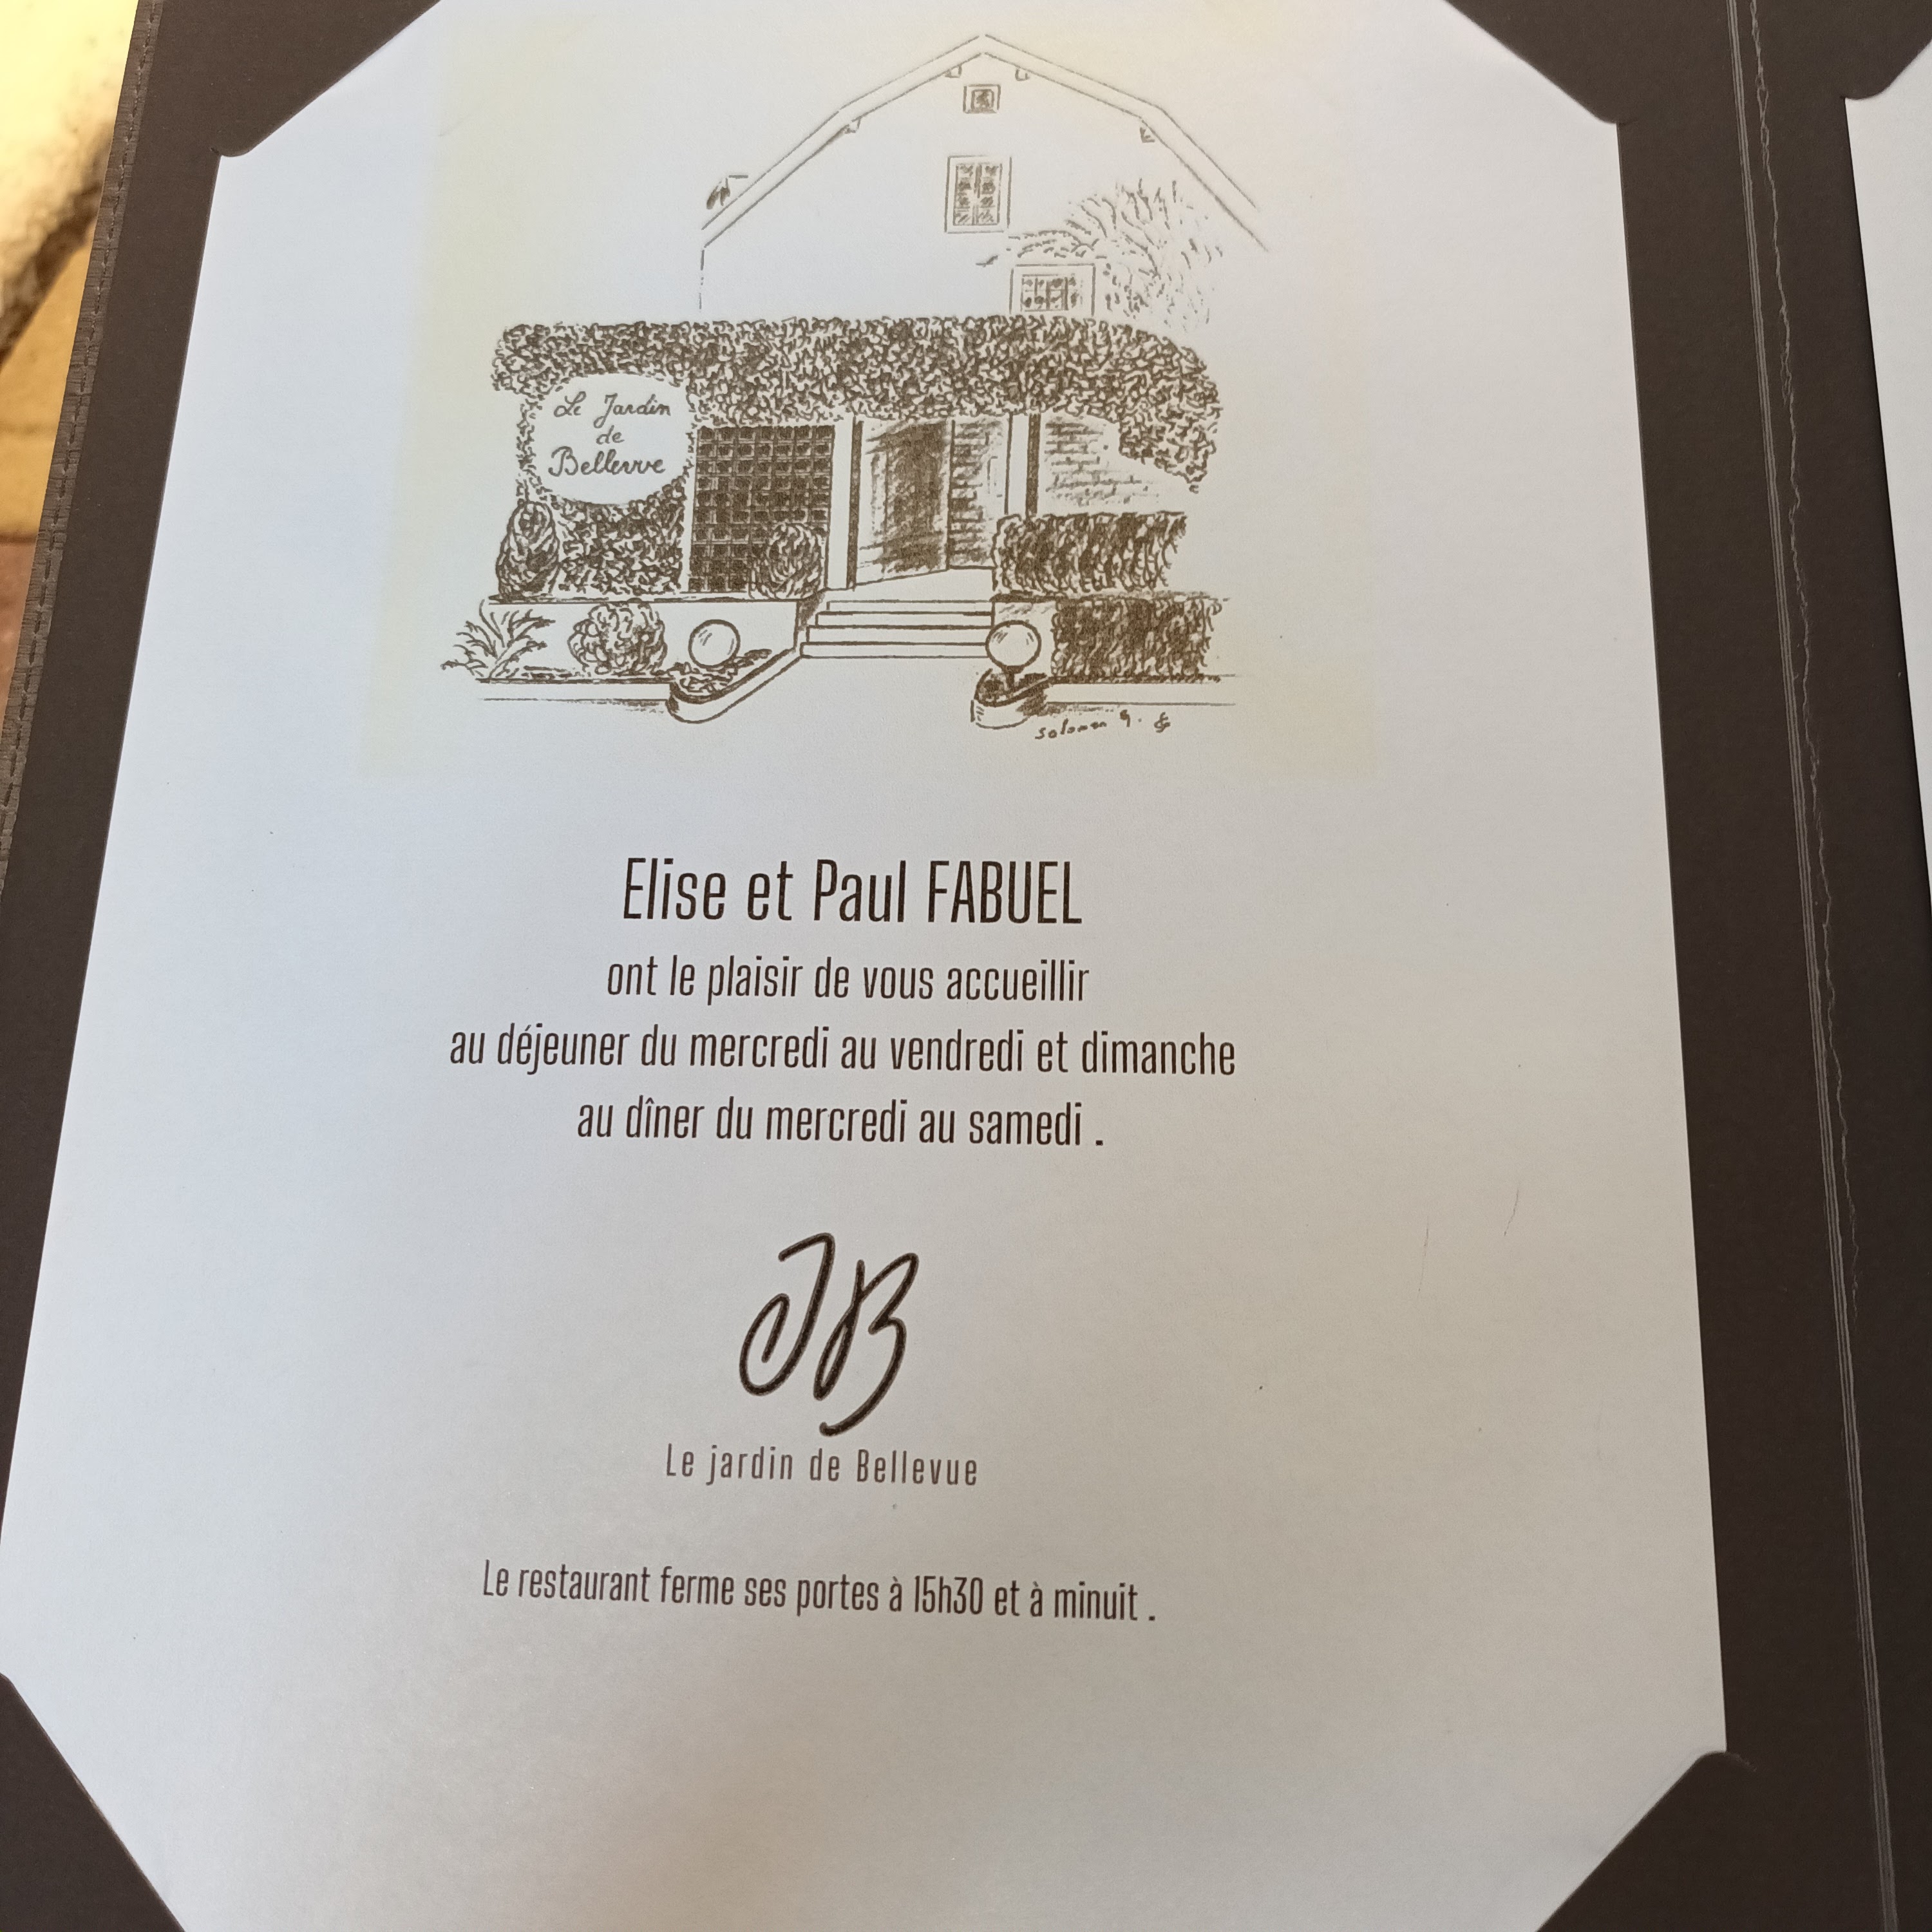 Le Jardin
de
Bellevue
Solomon G.
Elise et Paul FABUEL
ont le plaisir de vous accueillir
au déjeuner du mercredi au vendredi et dimanche
au dîner du mercredi au samedi .
JB
Le jardin de Bellevue
Le restaurant ferme ses portes à 15h30 et à minuit .